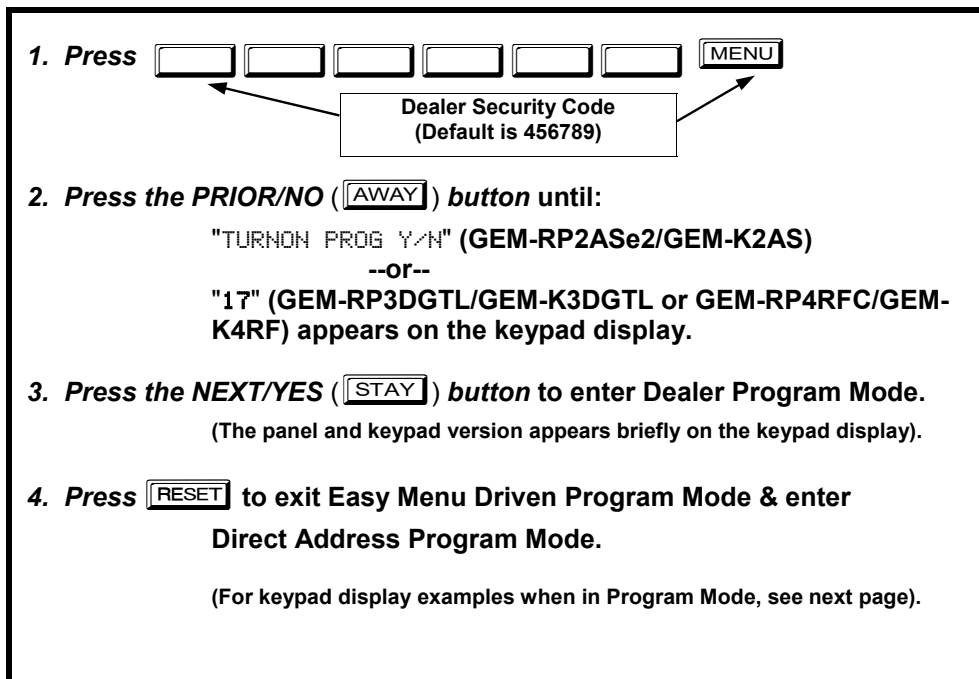 1. Press MENU
Dealer Security Code
(Default is 456789)
2. Press the PRIOR/NO ( AWAY ) button until:
"TURNON PROG Y/N" (GEM-RP2ASe2/GEM-K2AS)
--or--
"17" (GEM-RP3DGTL/GEM-K3DGTL or GEM-RP4RFC/GEM-
K4RF) appears on the keypad display.
3. Press the NEXT/YES ( STAY ) button to enter Dealer Program Mode.
(The panel and keypad version appears briefly on the keypad display).
4. Press RESET to exit Easy Menu Driven Program Mode & enter
Direct Address Program Mode.
(For keypad display examples when in Program Mode, see next page).